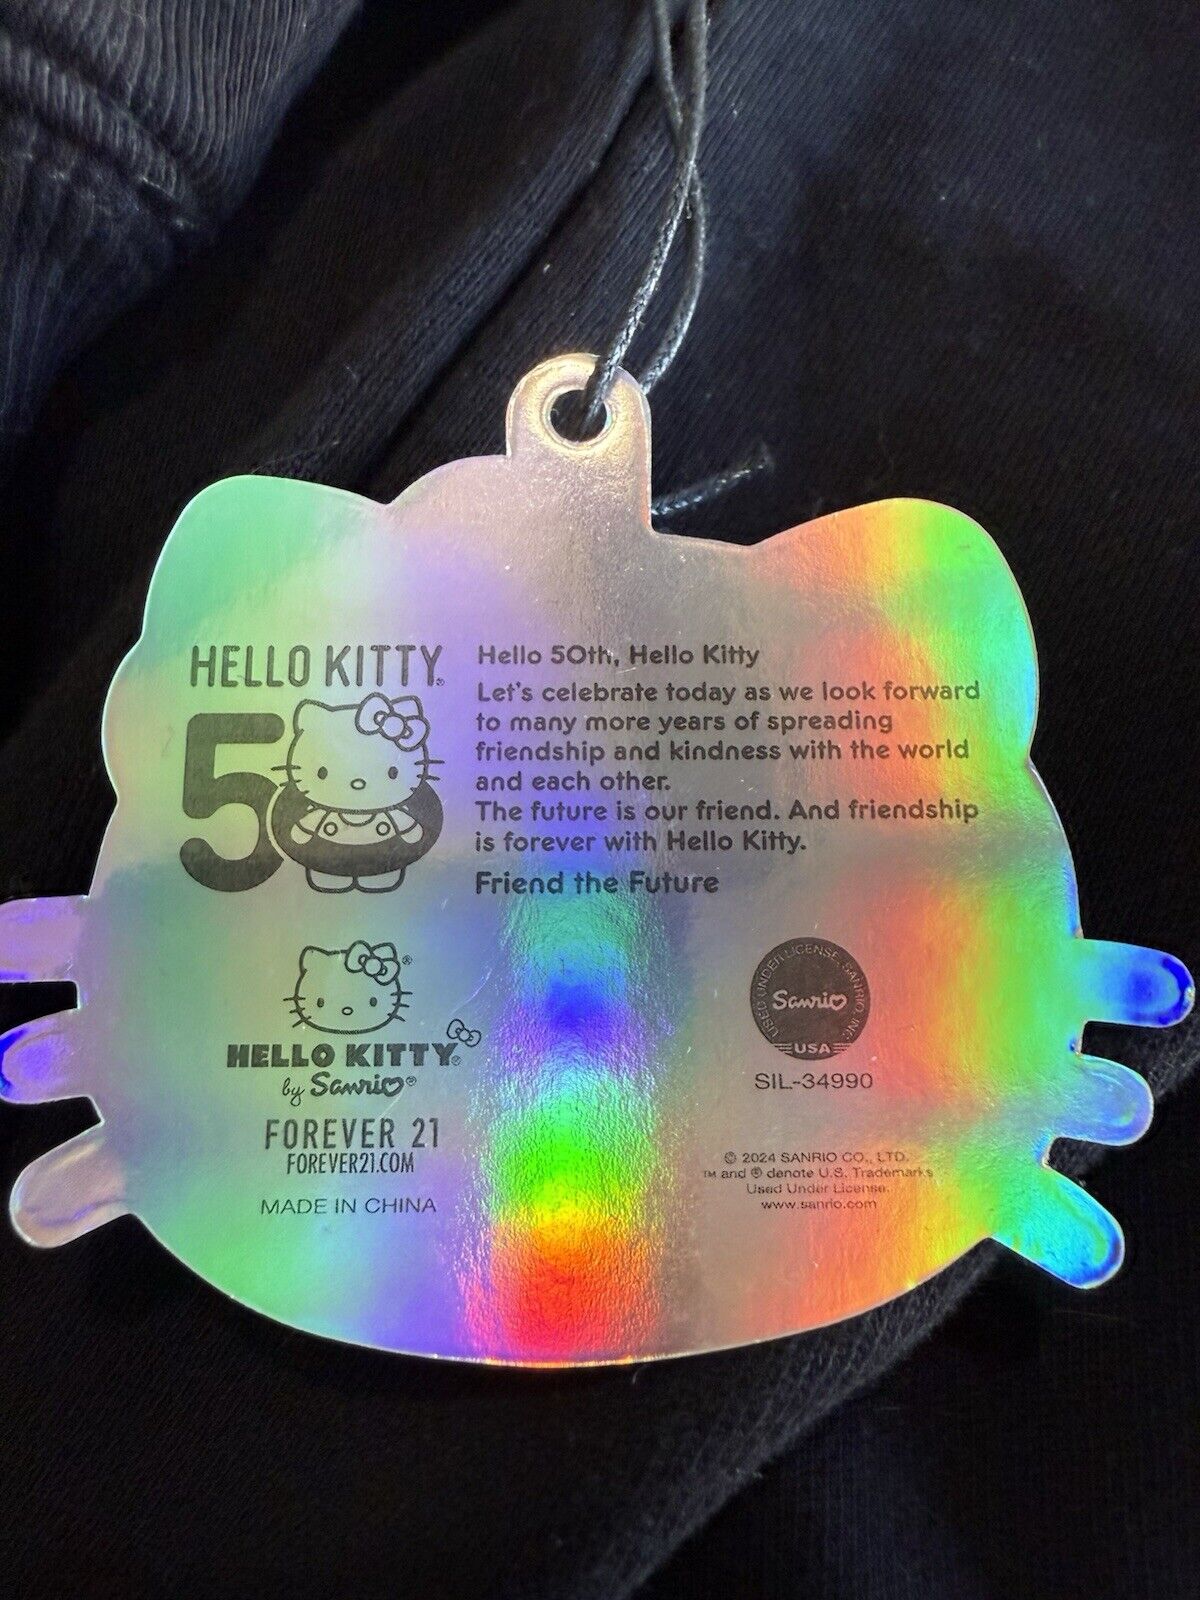 HELLO KITTY®
50
Hello 50th, Hello Kitty
Let's celebrate today as we look forward
to many more years of spreading
friendship and kindness with the world
and each other.
The future is our friend. And friendship
is forever with Hello Kitty.
Friend the Future
®
HELLO KITTY®
by Sanrio®
FOREVER 21
FOREVER21.COM
MADE IN CHINA
USED UNDER LICENSE, SANRIO, INC.
Sanrio
USA
SIL-34990
© 2024 SANRIO CO., LTD.
™ and ® denote U.S. Trademarks
Used Under License.
www.sanrio.com